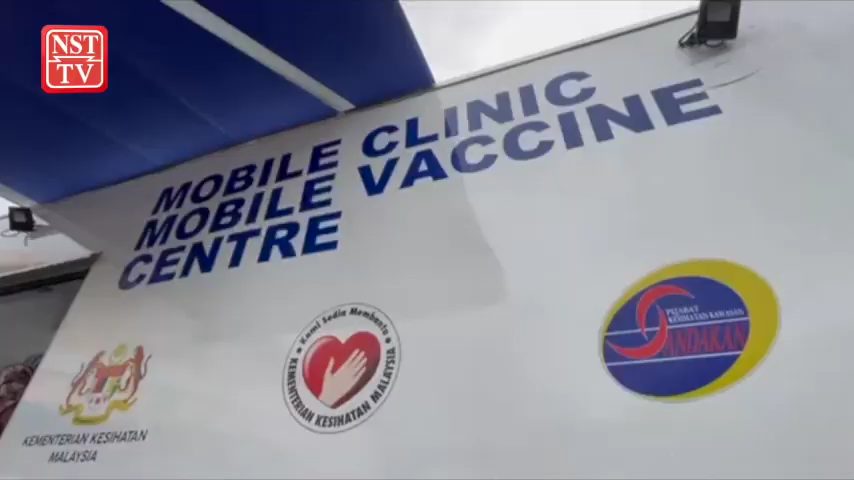 NST
TV
MOBILE CLINIC
MOBILE VACCINE
CENTRE
Kami Sedia Membantu
KEMENTERIAN KESIHATAN MALAYSIA
PEJABAT
KESIHATAN KAWASAN
SANDAKAN
KEMENTERIAN KESIHATAN
MALAYSIA